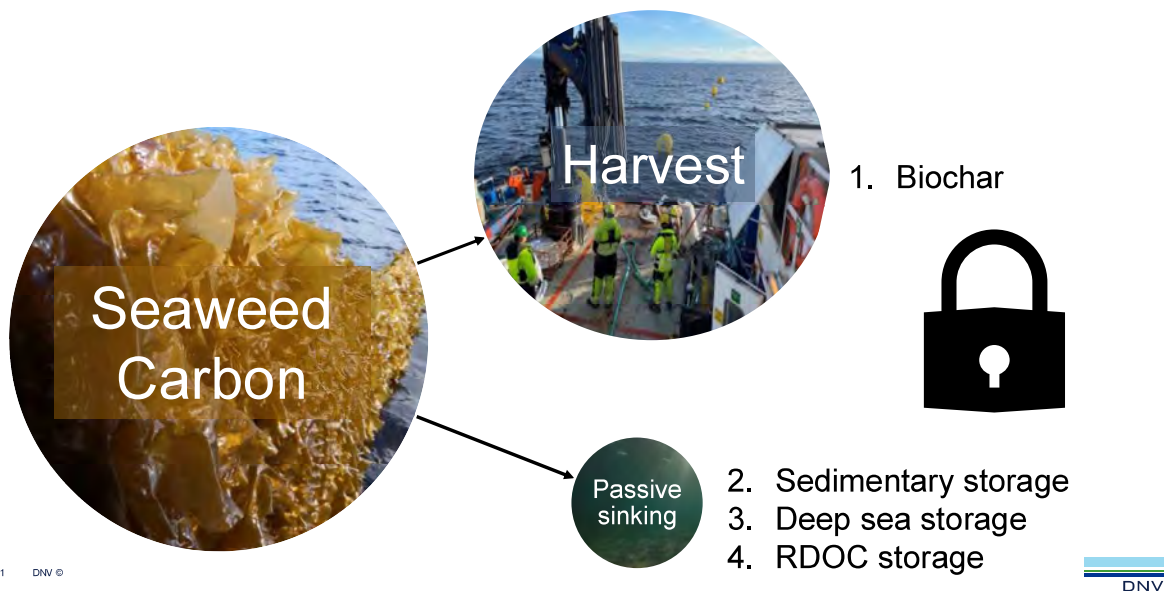 Harvest
1. Biochar
Seaweed
Carbon
Passive
sinking
2. Sedimentary storage
3. Deep sea storage
4. RDOC storage
1 DNV ©
DNV